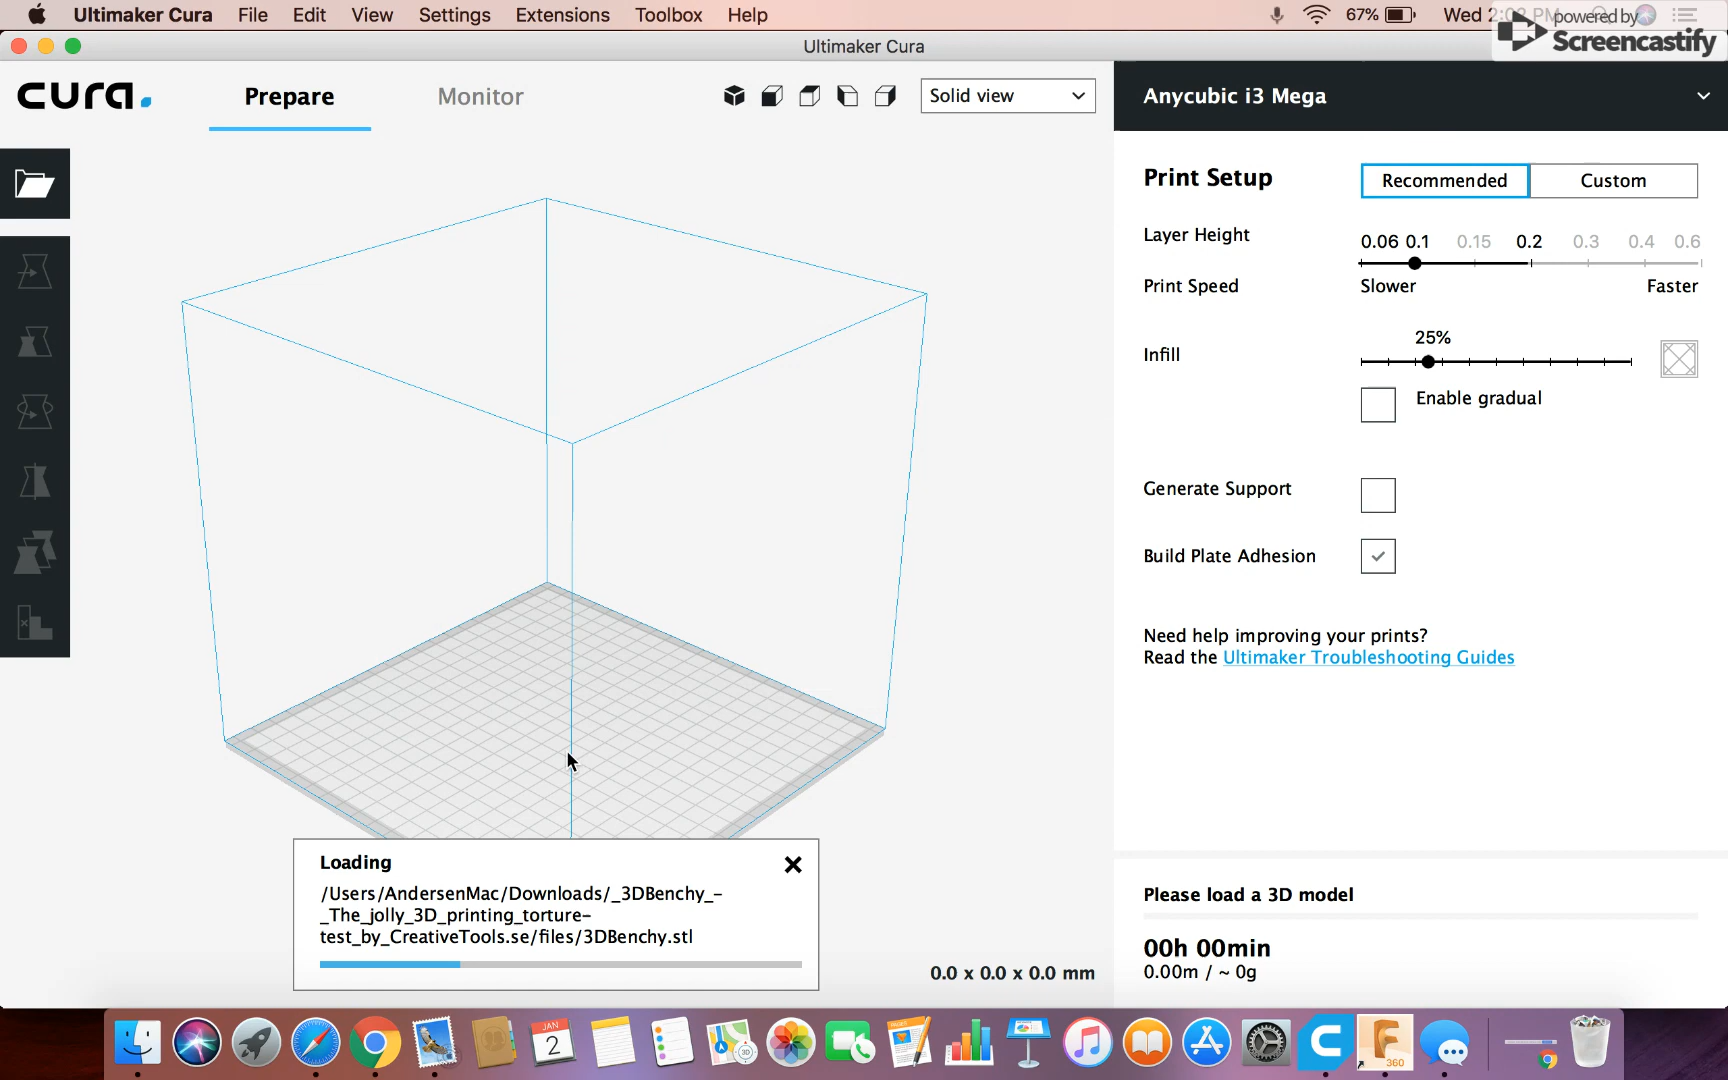 Ultimaker Cura File Edit View Settings Extensions Toolbox Help 67% Wed 2:02 PM
powered by
Screencastify
Ultimaker Cura
cura.
Prepare
Monitor
Solid view
Anycubic i3 Mega
Print Setup
Recommended
Custom
Layer Height
0.06 0.1 0.15 0.2 0.3 0.4 0.6
Print Speed
Slower
Faster
25%
Infill
Enable gradual
Generate Support
Build Plate Adhesion
Need help improving your prints?
Read the Ultimaker Troubleshooting Guides
Loading
/Users/AndersenMac/Downloads/_3DBenchy_-
_The_jolly_3D_printing_torture-
test_by_CreativeTools.se/files/3DBenchy.stl
0.0 x 0.0 x 0.0 mm
Please load a 3D model
00h 00min
0.00m / ~ 0g
JAN
2
PAGES
360